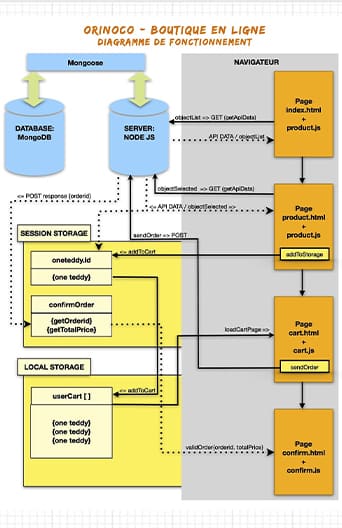 ORINOCO - BOUTIQUE EN LIGNE
DIAGRAMME DE FONCTIONNEMENT
Mongoose
NAVIGATEUR
DATABASE:
MongoDB
SERVER:
NODE JS
objectList => GET (getApiData)
API DATA / objectList
Page
index.html
+
product.js
objectSelected => GET (getApiData)
<= POST response (orderid)
<= API DATA / objectSelected =>
Page
product.html
+
product.js
addToStorage
SESSION STORAGE
sendOrder => POST
<= addToCart
oneteddy.id
{one teddy}
confirmOrder
{getOrderid}
{getTotalPrice}
loadCartPage =>
Page
cart.html
+
cart.js
sendOrder
LOCAL STORAGE
<= addToCart
userCart [ ]
{one teddy}
{one teddy}
{one teddy}
validOrder(orderid, totalPrice)
Page
confirm.html
+
confirm.js